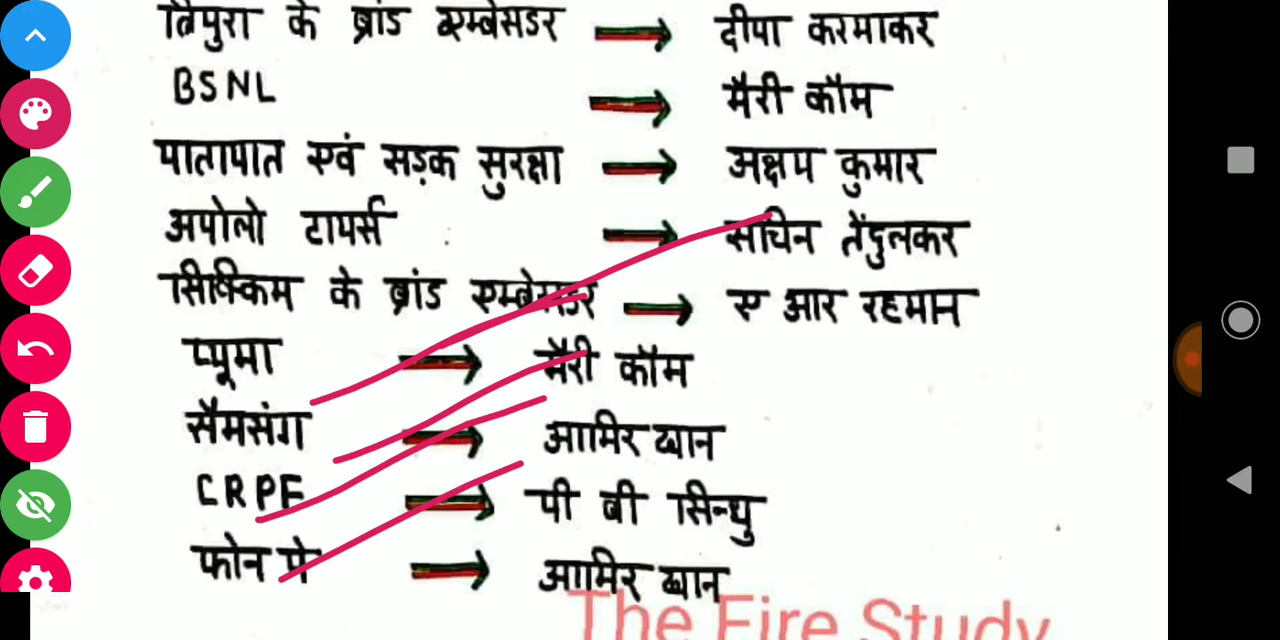 त्रिपुरा के ब्रांड एम्बेसडर → दीपा करमाकर
BSNL → मैरी कॉम
यातायात एवं सड़क सुरक्षा → अक्षय कुमार
अपोलो टायर्स → सचिन तेंदुलकर
सिक्किम के ब्रांड एम्बेसडर → ए आर रहमान
प्यूमा → मैरी कॉम
सैमसंग → आमिर खान
CRPF → पी वी सिन्धु
फोन पे → आमिर खान
The Fire Study